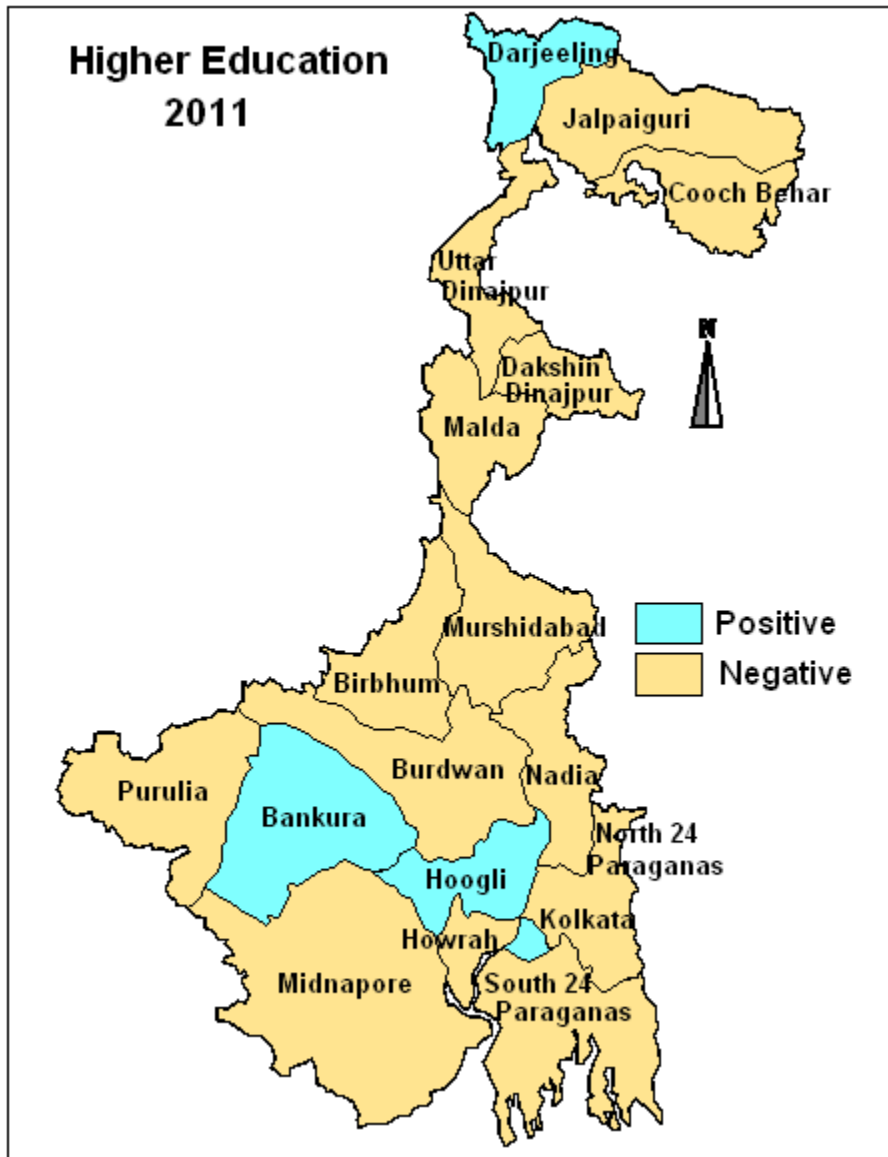 Higher Education
2011
Darjeeling
Jalpaiguri
Cooch Behar
Uttar
Dinajpur
N
Dakshin
Dinajpur
Malda
Murshidabad
Positive
Negative
Birbhum
Burdwan
Nadia
Purulia
Bankura
North 24
Paraganas
Hoogli
Kolkata
Howrah
Midnapore
South 24
Paraganas